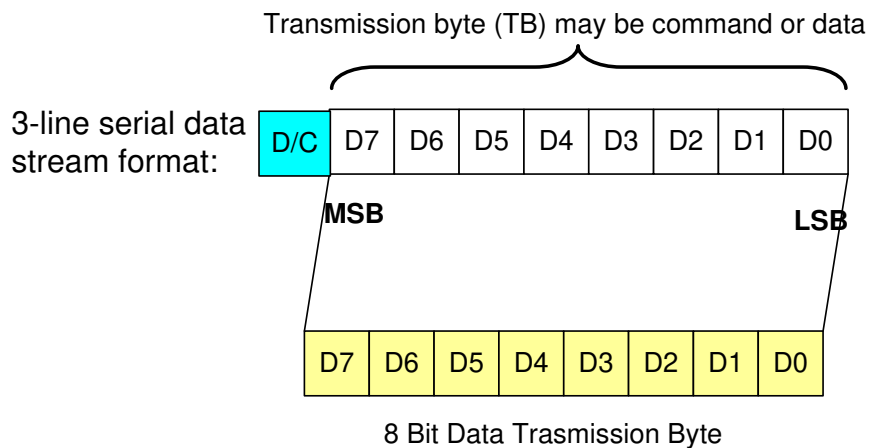 Transmission byte (TB) may be command or data
3-line serial data
stream format:
D/C D7 D6 D5 D4 D3 D2 D1 D0
MSB LSB
D7 D6 D5 D4 D3 D2 D1 D0
8 Bit Data Trasmission Byte